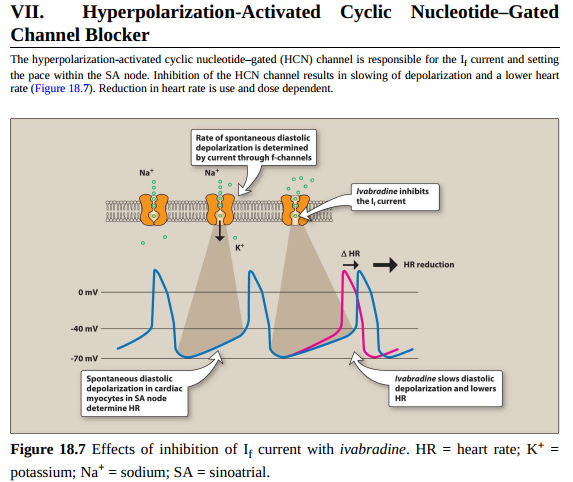 VII. Hyperpolarization-Activated Cyclic Nucleotide–Gated
Channel Blocker
The hyperpolarization-activated cyclic nucleotide–gated (HCN) channel is responsible for the If current and setting
the pace within the SA node. Inhibition of the HCN channel results in slowing of depolarization and a lower heart
rate (Figure 18.7). Reduction in heart rate is use and dose dependent.
Rate of spontaneous diastolic
depolarization is determined
by current through f-channels
Na+
Na+
Ivabradine inhibits
the If current
K+
Δ HR
HR reduction
0 mV
-40 mV
-70 mV
Spontaneous diastolic
depolarization in cardiac
myocytes in SA node
determine HR
Ivabradine slows diastolic
depolarization and lowers
HR
Figure 18.7 Effects of inhibition of If current with ivabradine. HR = heart rate; K+ =
potassium; Na+ = sodium; SA = sinoatrial.